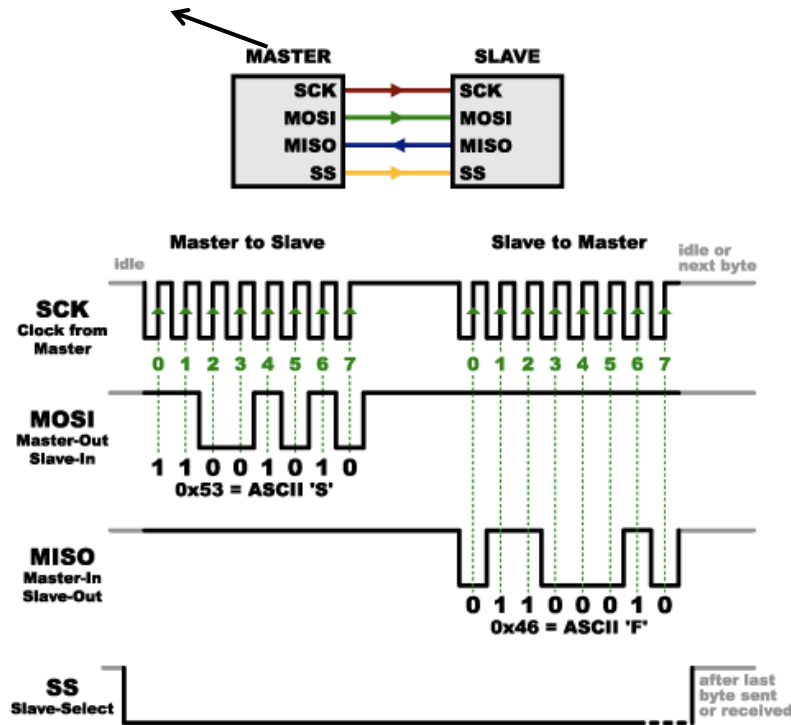 MASTER SLAVE
SCK SCK
MOSI MOSI
MISO MISO
SS SS
Master to Slave Slave to Master
idle idle or
next byte
SCK
Clock from
Master
0 1 2 3 4 5 6 7 0 1 2 3 4 5 6 7
MOSI
Master-Out
Slave-In
1 1 0 0 1 0 1 0
0x53 = ASCII 'S'
MISO
Master-In
Slave-Out
0 1 1 0 0 0 1 0
0x46 = ASCII 'F'
SS
Slave-Select
after last
byte sent
or received